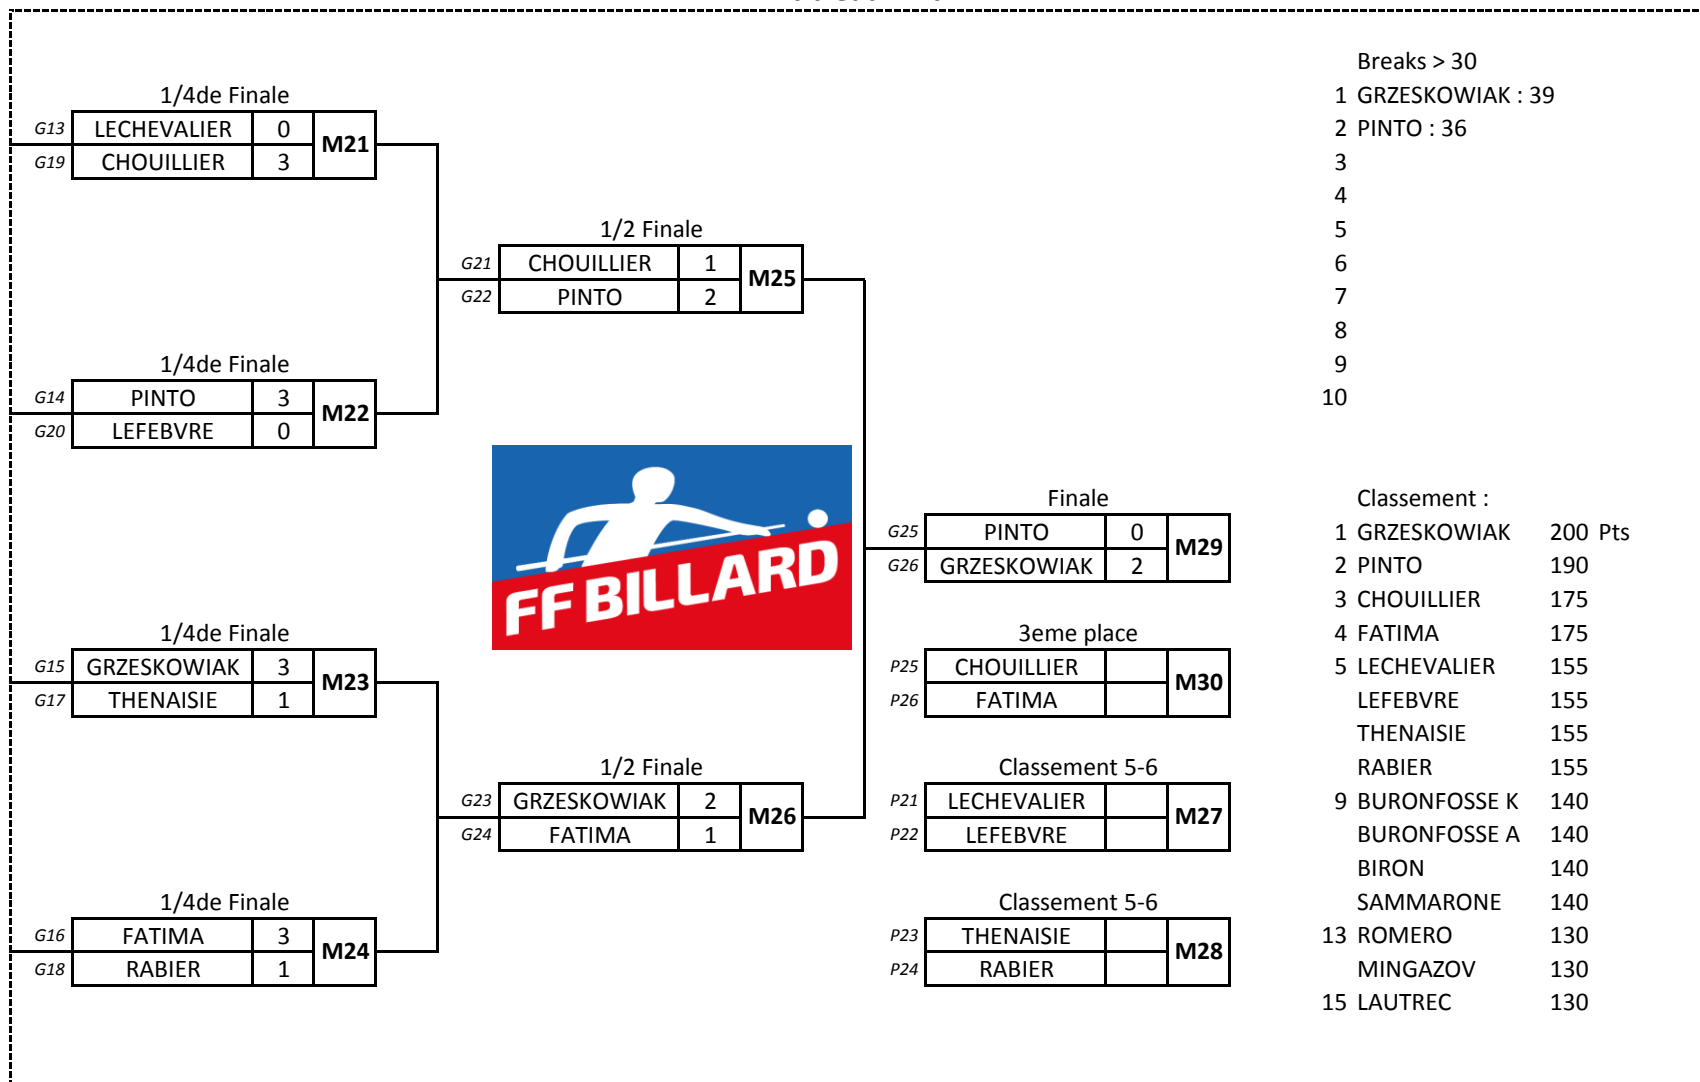 Breaks > 30
1 GRZESKOWIAK : 39
2 PINTO : 36
3
4
5
6
7
8
9
10
1/4de Finale
G13 LECHEVALIER 0 M21
G19 CHOUILLIER 3
1/2 Finale
G21 CHOUILLIER 1 M25
G22 PINTO 2
1/4de Finale
G14 PINTO 3 M22
G20 LEFEBVRE 0
FF BILLARD
Finale
G25 PINTO 0 M29
G26 GRZESKOWIAK 2
1/4de Finale
G15 GRZESKOWIAK 3 M23
G17 THENAISIE 1
3eme place
P25 CHOUILLIER M30
P26 FATIMA
1/2 Finale
G23 GRZESKOWIAK 2 M26
G24 FATIMA 1
Classement 5-6
P21 LECHEVALIER M27
P22 LEFEBVRE
1/4de Finale
G16 FATIMA 3 M24
G18 RABIER 1
Classement 5-6
P23 THENAISIE M28
P24 RABIER
Classement :
1 GRZESKOWIAK 200 Pts
2 PINTO 190
3 CHOUILLIER 175
4 FATIMA 175
5 LECHEVALIER 155
LEFEBVRE 155
THENAISIE 155
RABIER 155
9 BURONFOSSE K 140
BURONFOSSE A 140
BIRON 140
SAMMARONE 140
13 ROMERO 130
MINGAZOV 130
15 LAUTREC 130